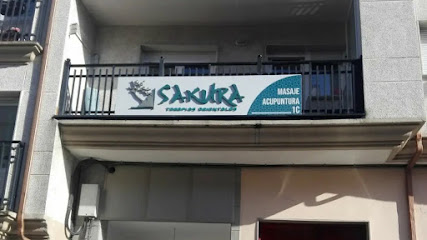 SAKURA
TERAPIAS ORIENTALES
MASAJE
ACUPUNTURA
1C